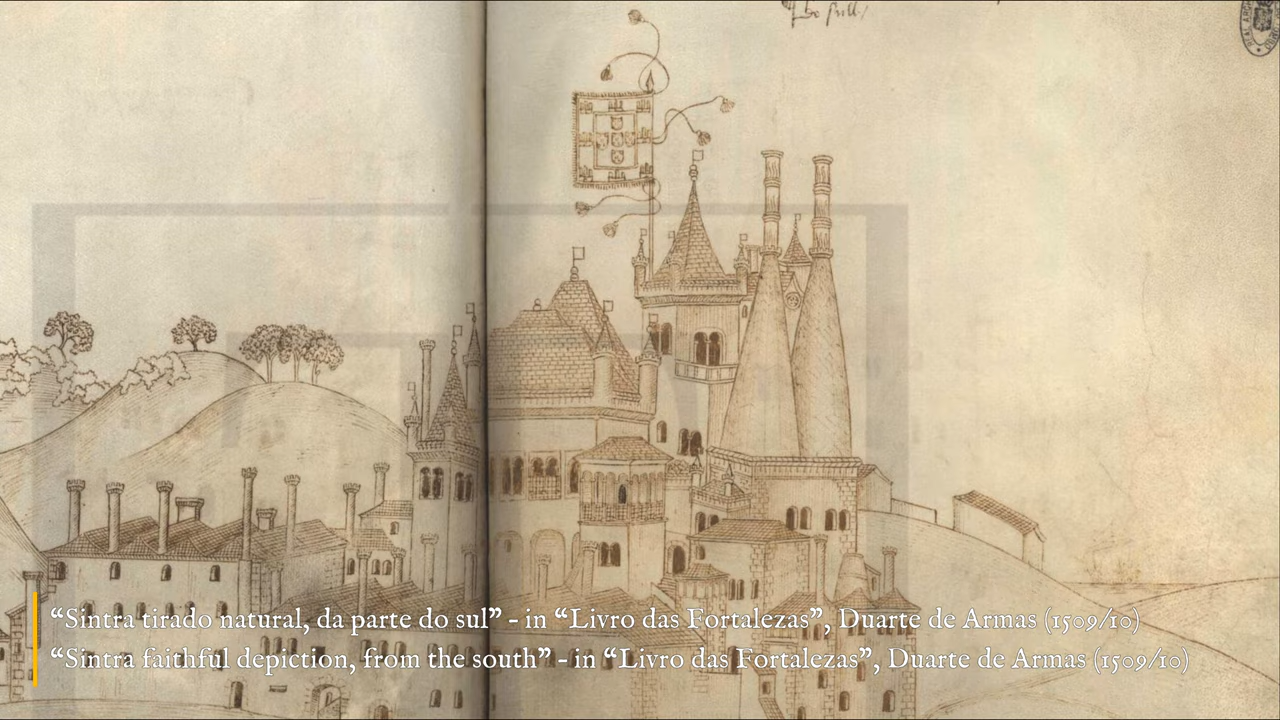 “Sintra tirado natural, da parte do sul” - in “Livro das Fortalezas”, Duarte de Armas (1509/10)
“Sintra faithful depiction, from the south” - in “Livro das Fortalezas”, Duarte de Armas (1509/10)